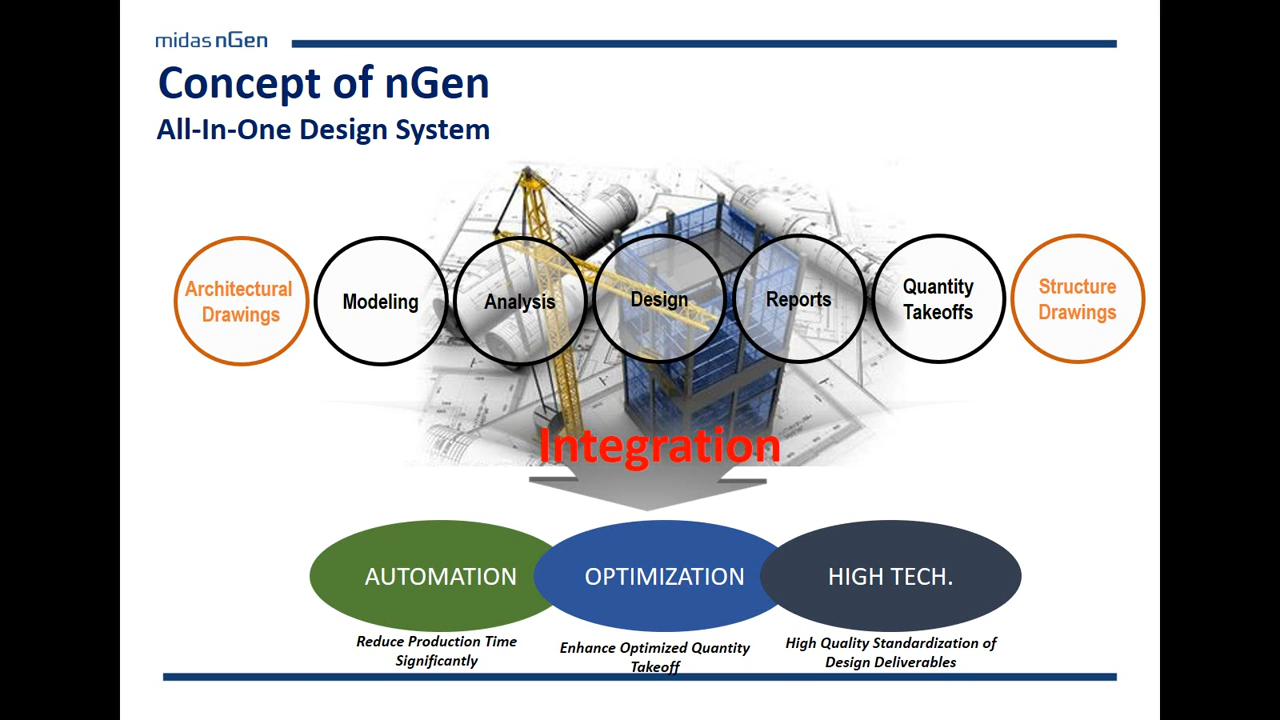 midas nGen
Concept of nGen
All-In-One Design System
Architectural
Drawings
Modeling
Analysis
Design
Reports
Quantity
Takeoffs
Structure
Drawings
Integration
AUTOMATION
OPTIMIZATION
HIGH TECH.
Reduce Production Time
Significantly
Enhance Optimized Quantity
Takeoff
High Quality Standardization of
Design Deliverables